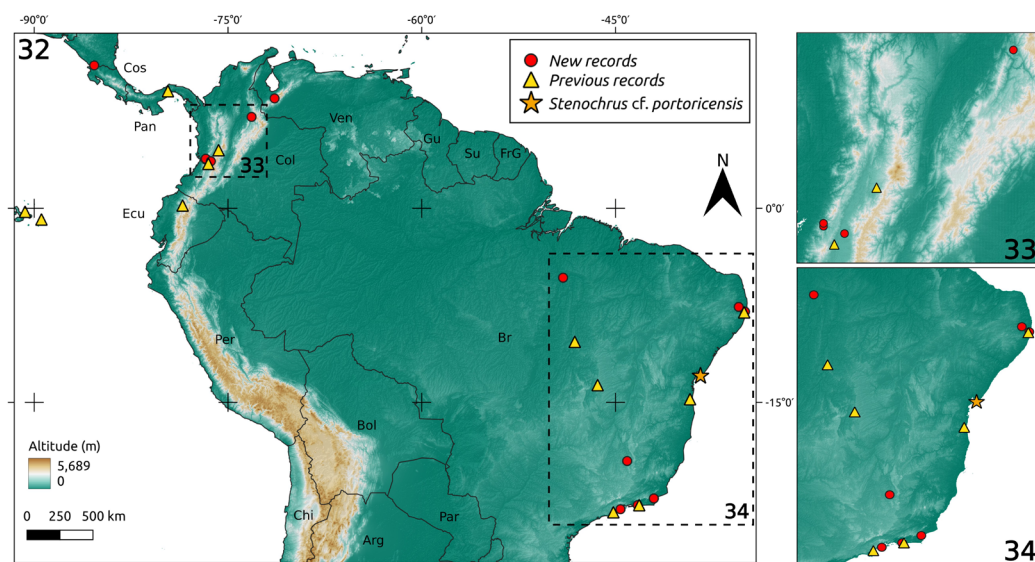 -90°0'
-75°0'
-60°0'
-45°0'
32
Cos
Pan
Ven
Gu
Su
FrG
Col
33
Ecu
Per
Br
Bol
Chi
Par
Arg
34
New records
Previous records
Stenochrus cf. portoricensis
N
0°0'
-15°0'
Altitude (m)
5,689
0
0 250 500 km
33
34